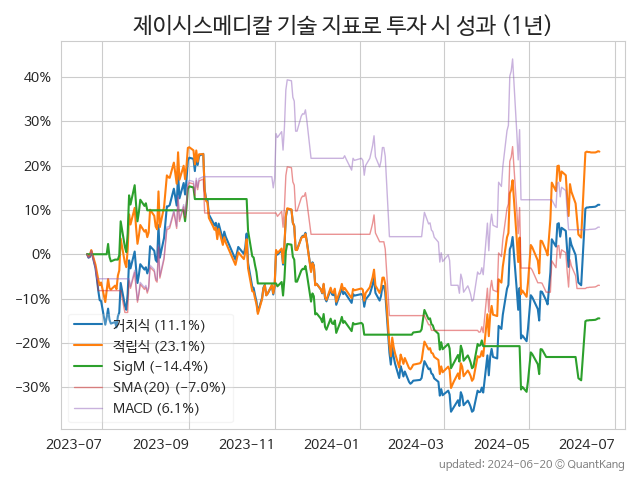 제이시스메디칼 기술 지표로 투자 시 성과 (1년)
40%
30%
20%
10%
0%
−10%
−20%
−30%
거치식 (11.1%)
적립식 (23.1%)
SigM (−14.4%)
SMA(20) (−7.0%)
MACD (6.1%)
2023-07 2023-09 2023-11 2024-01 2024-03 2024-05 2024-07
updated: 2024-06-20 © QuantKang